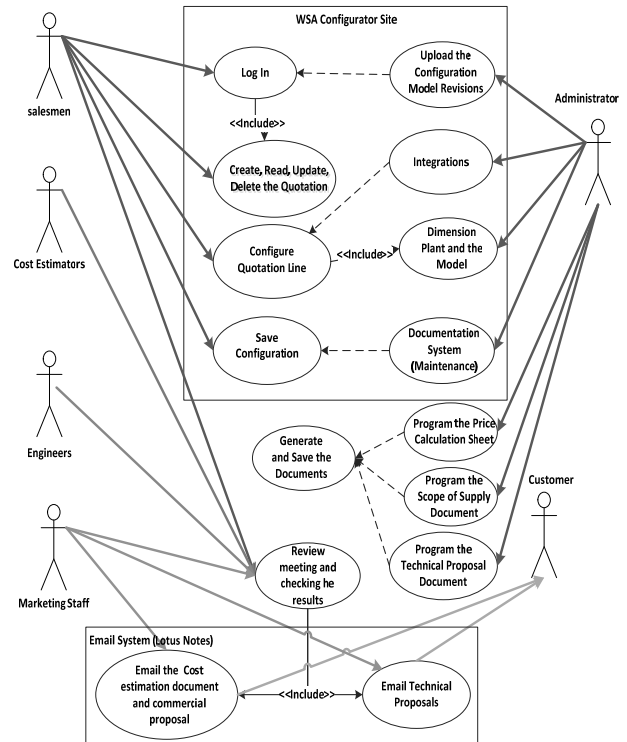 WSA Configurator Site
salesmen
Log In
Upload the
Configuration
Model Revisions
Administrator
<<Include>>
Create, Read, Update,
Delete the Quotation
Integrations
Cost Estimators
Configure
Quotation Line
<<Include>>
Dimension
Plant and the
Model
Save
Configuration
Documentation
System
(Maintenance)
Engineers
Generate
and Save the
Documents
Program the Price
Calculation Sheet
Program the
Scope of Supply
Document
Customer
Program the
Technical Proposal
Document
Marketing Staff
Review
meeting and
checking he
results
Email System (Lotus Notes)
Email the Cost
estimation document
and commercial
proposal
<<Include>>
Email Technical
Proposals